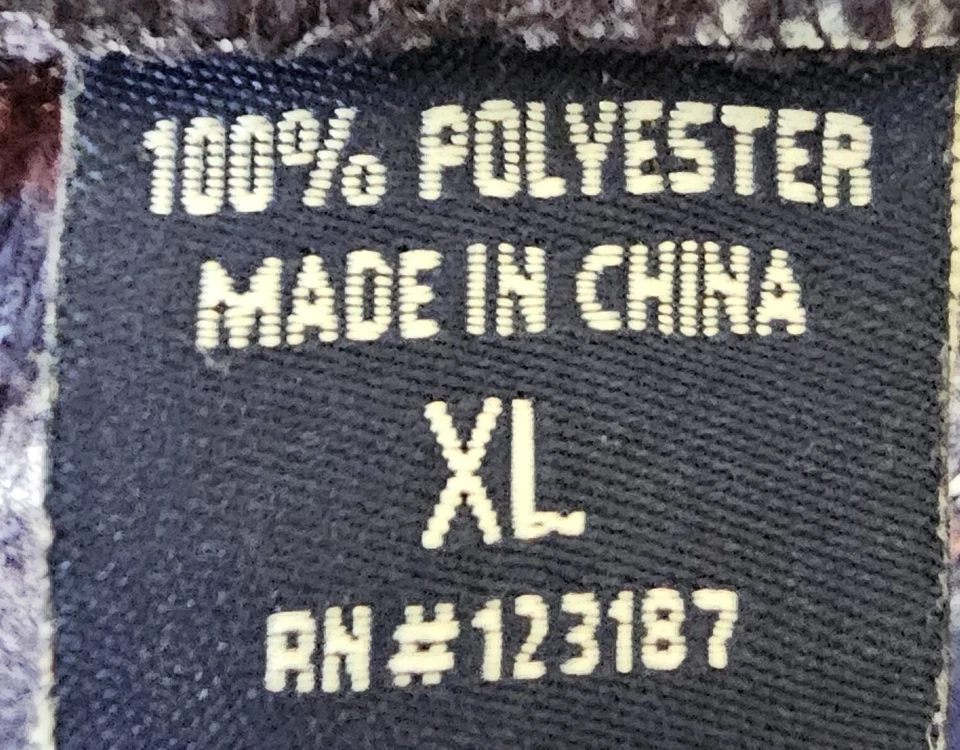 100% POLYESTER
MADE IN CHINA
XL
RN #123187